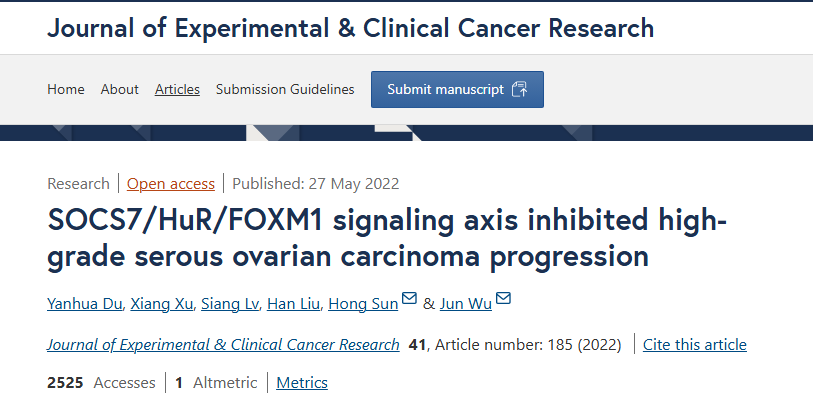 Journal of Experimental & Clinical Cancer Research
Home About Articles Submission Guidelines Submit manuscript
Research Open access Published: 27 May 2022
SOCS7/HuR/FOXM1 signaling axis inhibited high-
grade serous ovarian carcinoma progression
Yanhua Du, Xiang Xu, Siang Lv, Han Liu, Hong Sun & Jun Wu
Journal of Experimental & Clinical Cancer Research 41, Article number: 185 (2022) Cite this article
2525 Accesses 1 Altmetric Metrics